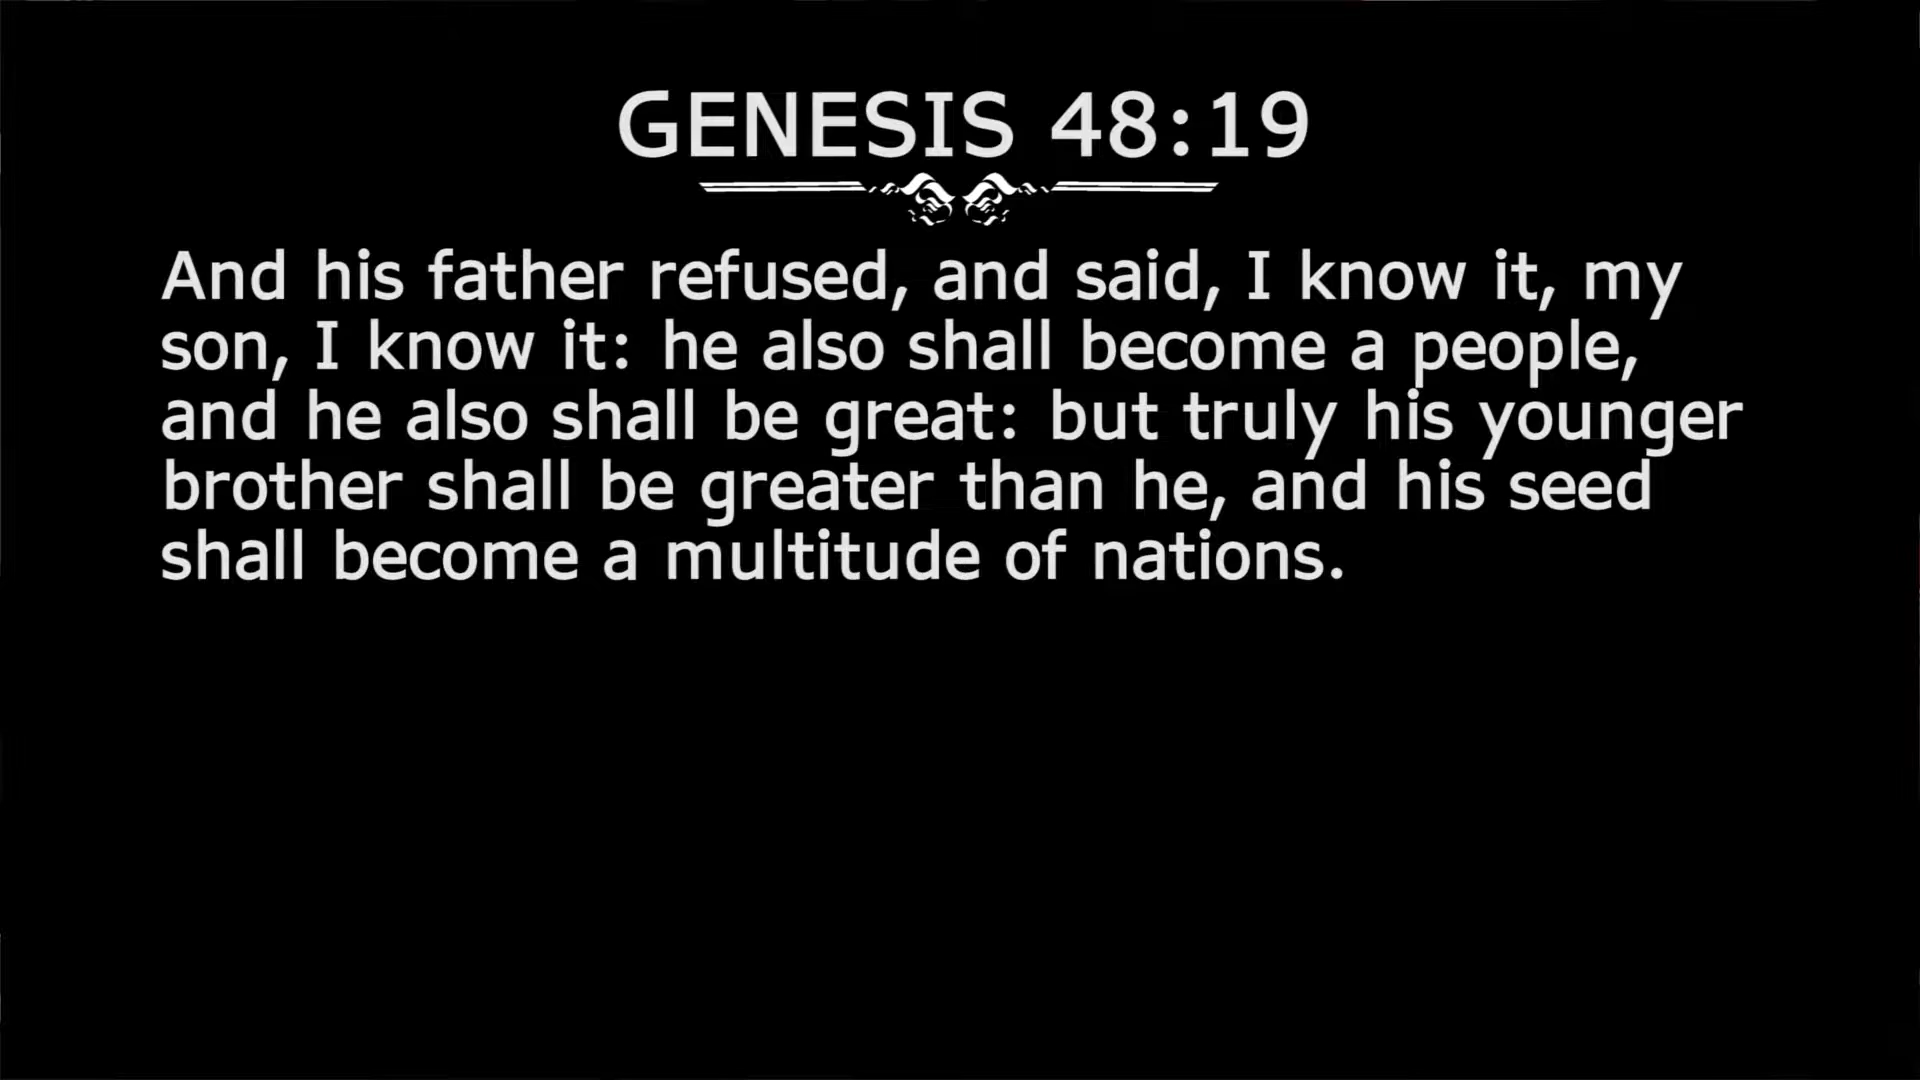 GENESIS 48:19
And his father refused, and said, I know it, my
son, I know it: he also shall become a people,
and he also shall be great: but truly his younger
brother shall be greater than he, and his seed
shall become a multitude of nations.